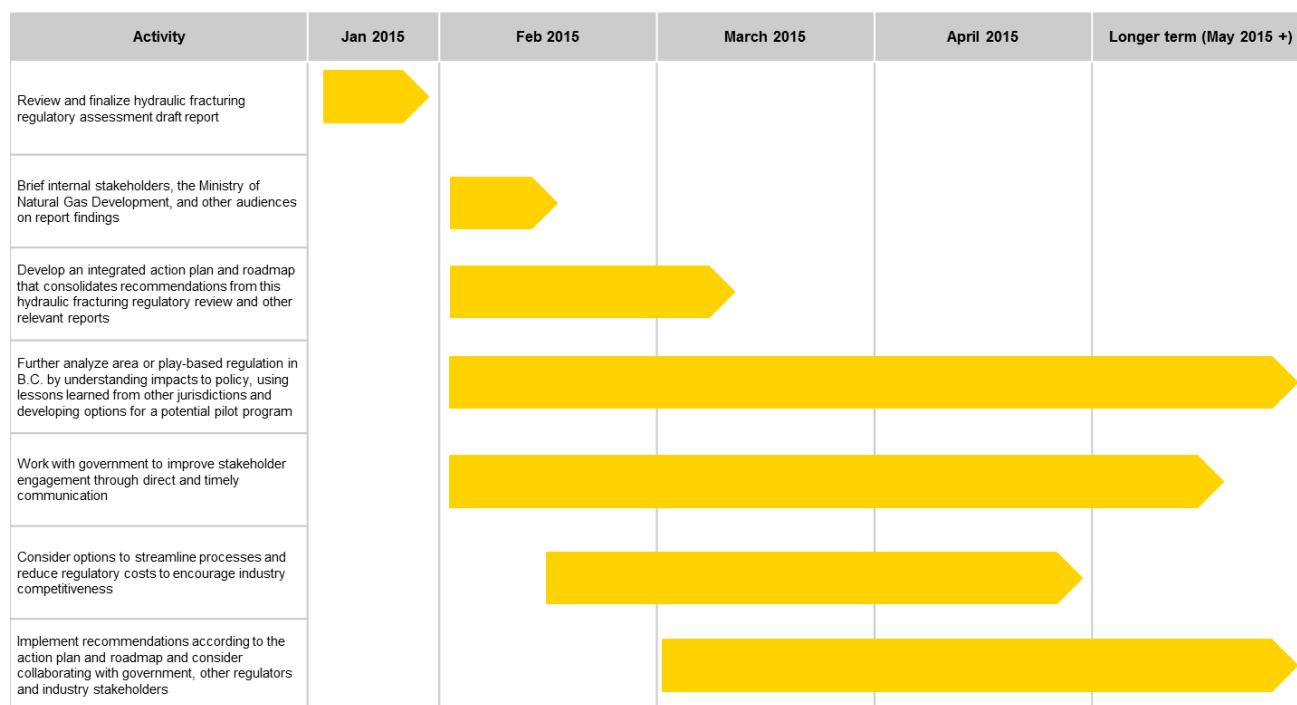 Activity
Jan 2015
Feb 2015
March 2015
April 2015
Longer term (May 2015 +)
Review and finalize hydraulic fracturing
regulatory assessment draft report
Brief internal stakeholders, the Ministry of
Natural Gas Development, and other audiences
on report findings
Develop an integrated action plan and roadmap
that consolidates recommendations from this
hydraulic fracturing regulatory review and other
relevant reports
Further analyze area or play-based regulation in
B.C. by understanding impacts to policy, using
lessons learned from other jurisdictions and
developing options for a potential pilot program
Work with government to improve stakeholder
engagement through direct and timely
communication
Consider options to streamline processes and
reduce regulatory costs to encourage industry
competitiveness
Implement recommendations according to the
action plan and roadmap and consider
collaborating with government, other regulators
and industry stakeholders